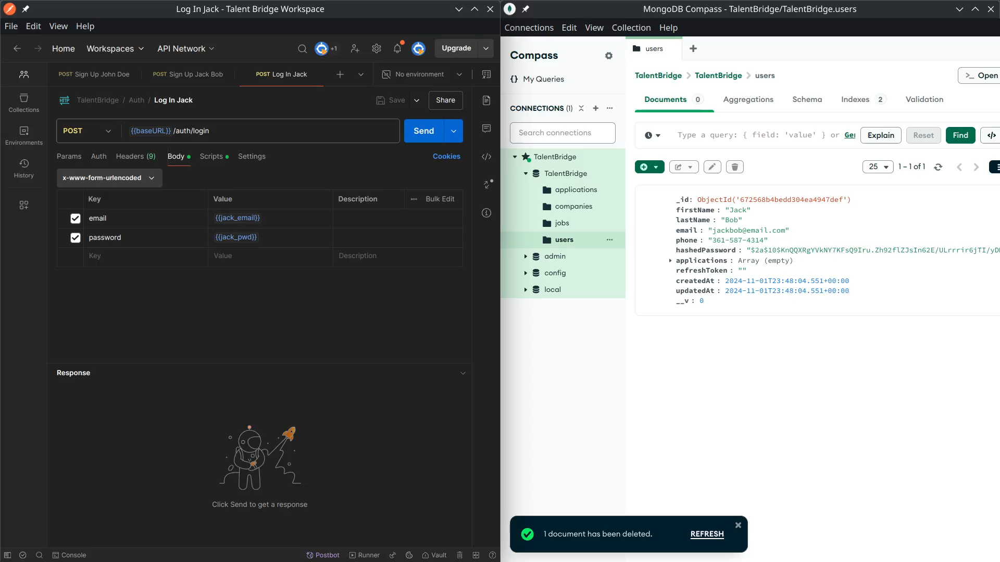 Log In Jack - Talent Bridge Workspace
File Edit View Help
Home Workspaces API Network +1 Upgrade
POST Sign Up John Doe POST Sign Up Jack Bob POST Log In Jack No environment
HTTP TalentBridge / Auth / Log In Jack Save Share
Collections
POST {{baseURL}} /auth/login Send
Environments
Params Auth Headers (9) Body Scripts Settings Cookies
History
x-www-form-urlencoded
Key Value Description Bulk Edit
email {{jack_email}}
password {{jack_pwd}}
Key Value Description
Response
Click Send to get a response
Console Postbot Runner Vault
MongoDB Compass - TalentBridge/TalentBridge.users
Connections Edit View Collection Help
Compass
{} My Queries
CONNECTIONS (1)
Search connections
TalentBridge
TalentBridge
applications
companies
jobs
users
admin
config
local
users
TalentBridge TalentBridge users >_ Open
Documents 0 Aggregations Schema Indexes 2 Validation
Type a query: { field: 'value' } or Ger Explain Reset Find </>
25 1 – 1 of 1
_id: ObjectId('672568b4bedd304ea4947def')
firstName : "Jack"
lastName : "Bob"
email : "jackbob@email.com"
phone : "361-587-4314"
hashedPassword : "$2a$10$KnQQXRgYVkNY7KFsQ9Iru.Zh92flZJsIn62E/ULrrrir6jTI/yD
applications : Array (empty)
refreshToken : ""
createdAt : 2024-11-01T23:48:04.551+00:00
updatedAt : 2024-11-01T23:48:04.551+00:00
__v : 0
1 document has been deleted. REFRESH